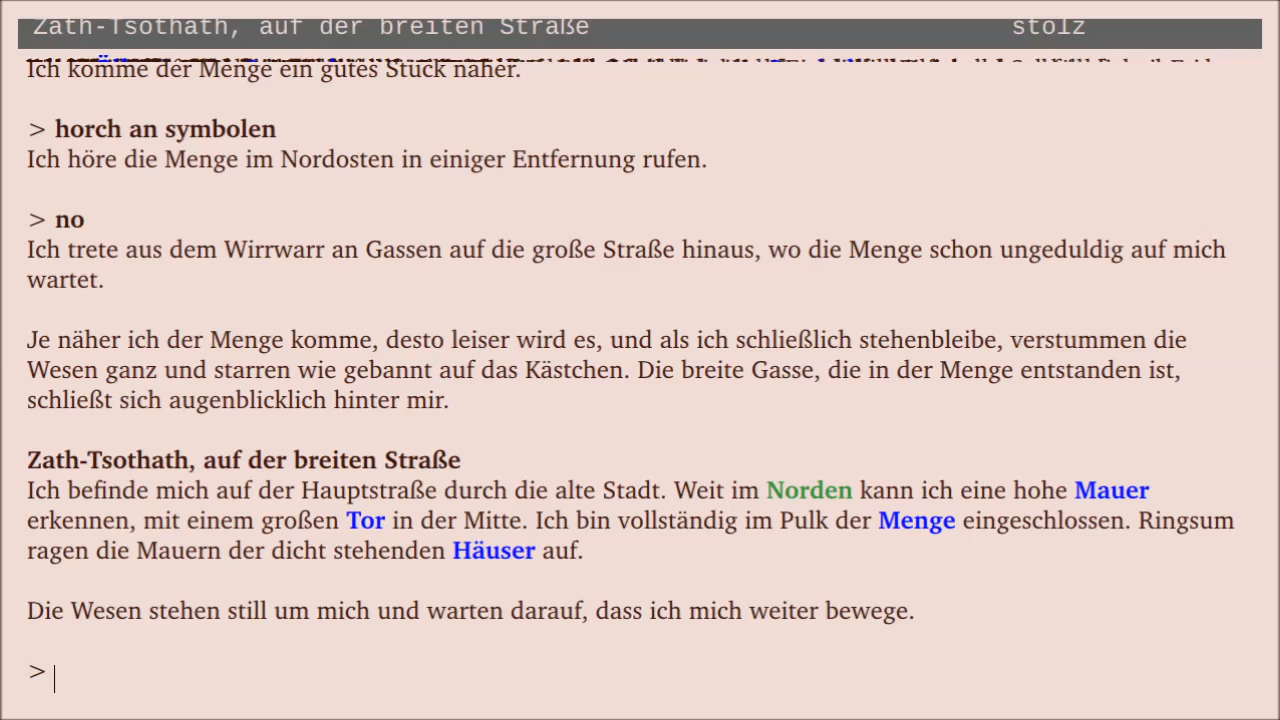 Zath-Tsothath, auf der breiten Straße stolz
Ich komme der Menge ein gutes Stück näher.
> horch an symbolen
Ich höre die Menge im Nordosten in einiger Entfernung rufen.
> no
Ich trete aus dem Wirrwarr an Gassen auf die große Straße hinaus, wo die Menge schon ungeduldig auf mich
wartet.
Je näher ich der Menge komme, desto leiser wird es, und als ich schließlich stehenbleibe, verstummen die
Wesen ganz und starren wie gebannt auf das Kästchen. Die breite Gasse, die in der Menge entstanden ist,
schließt sich augenblicklich hinter mir.
Zath-Tsothath, auf der breiten Straße
Ich befinde mich auf der Hauptstraße durch die alte Stadt. Weit im Norden kann ich eine hohe Mauer
erkennen, mit einem großen Tor in der Mitte. Ich bin vollständig im Pulk der Menge eingeschlossen. Ringsum
ragen die Mauern der dicht stehenden Häuser auf.
Die Wesen stehen still um mich und warten darauf, dass ich mich weiter bewege.
>